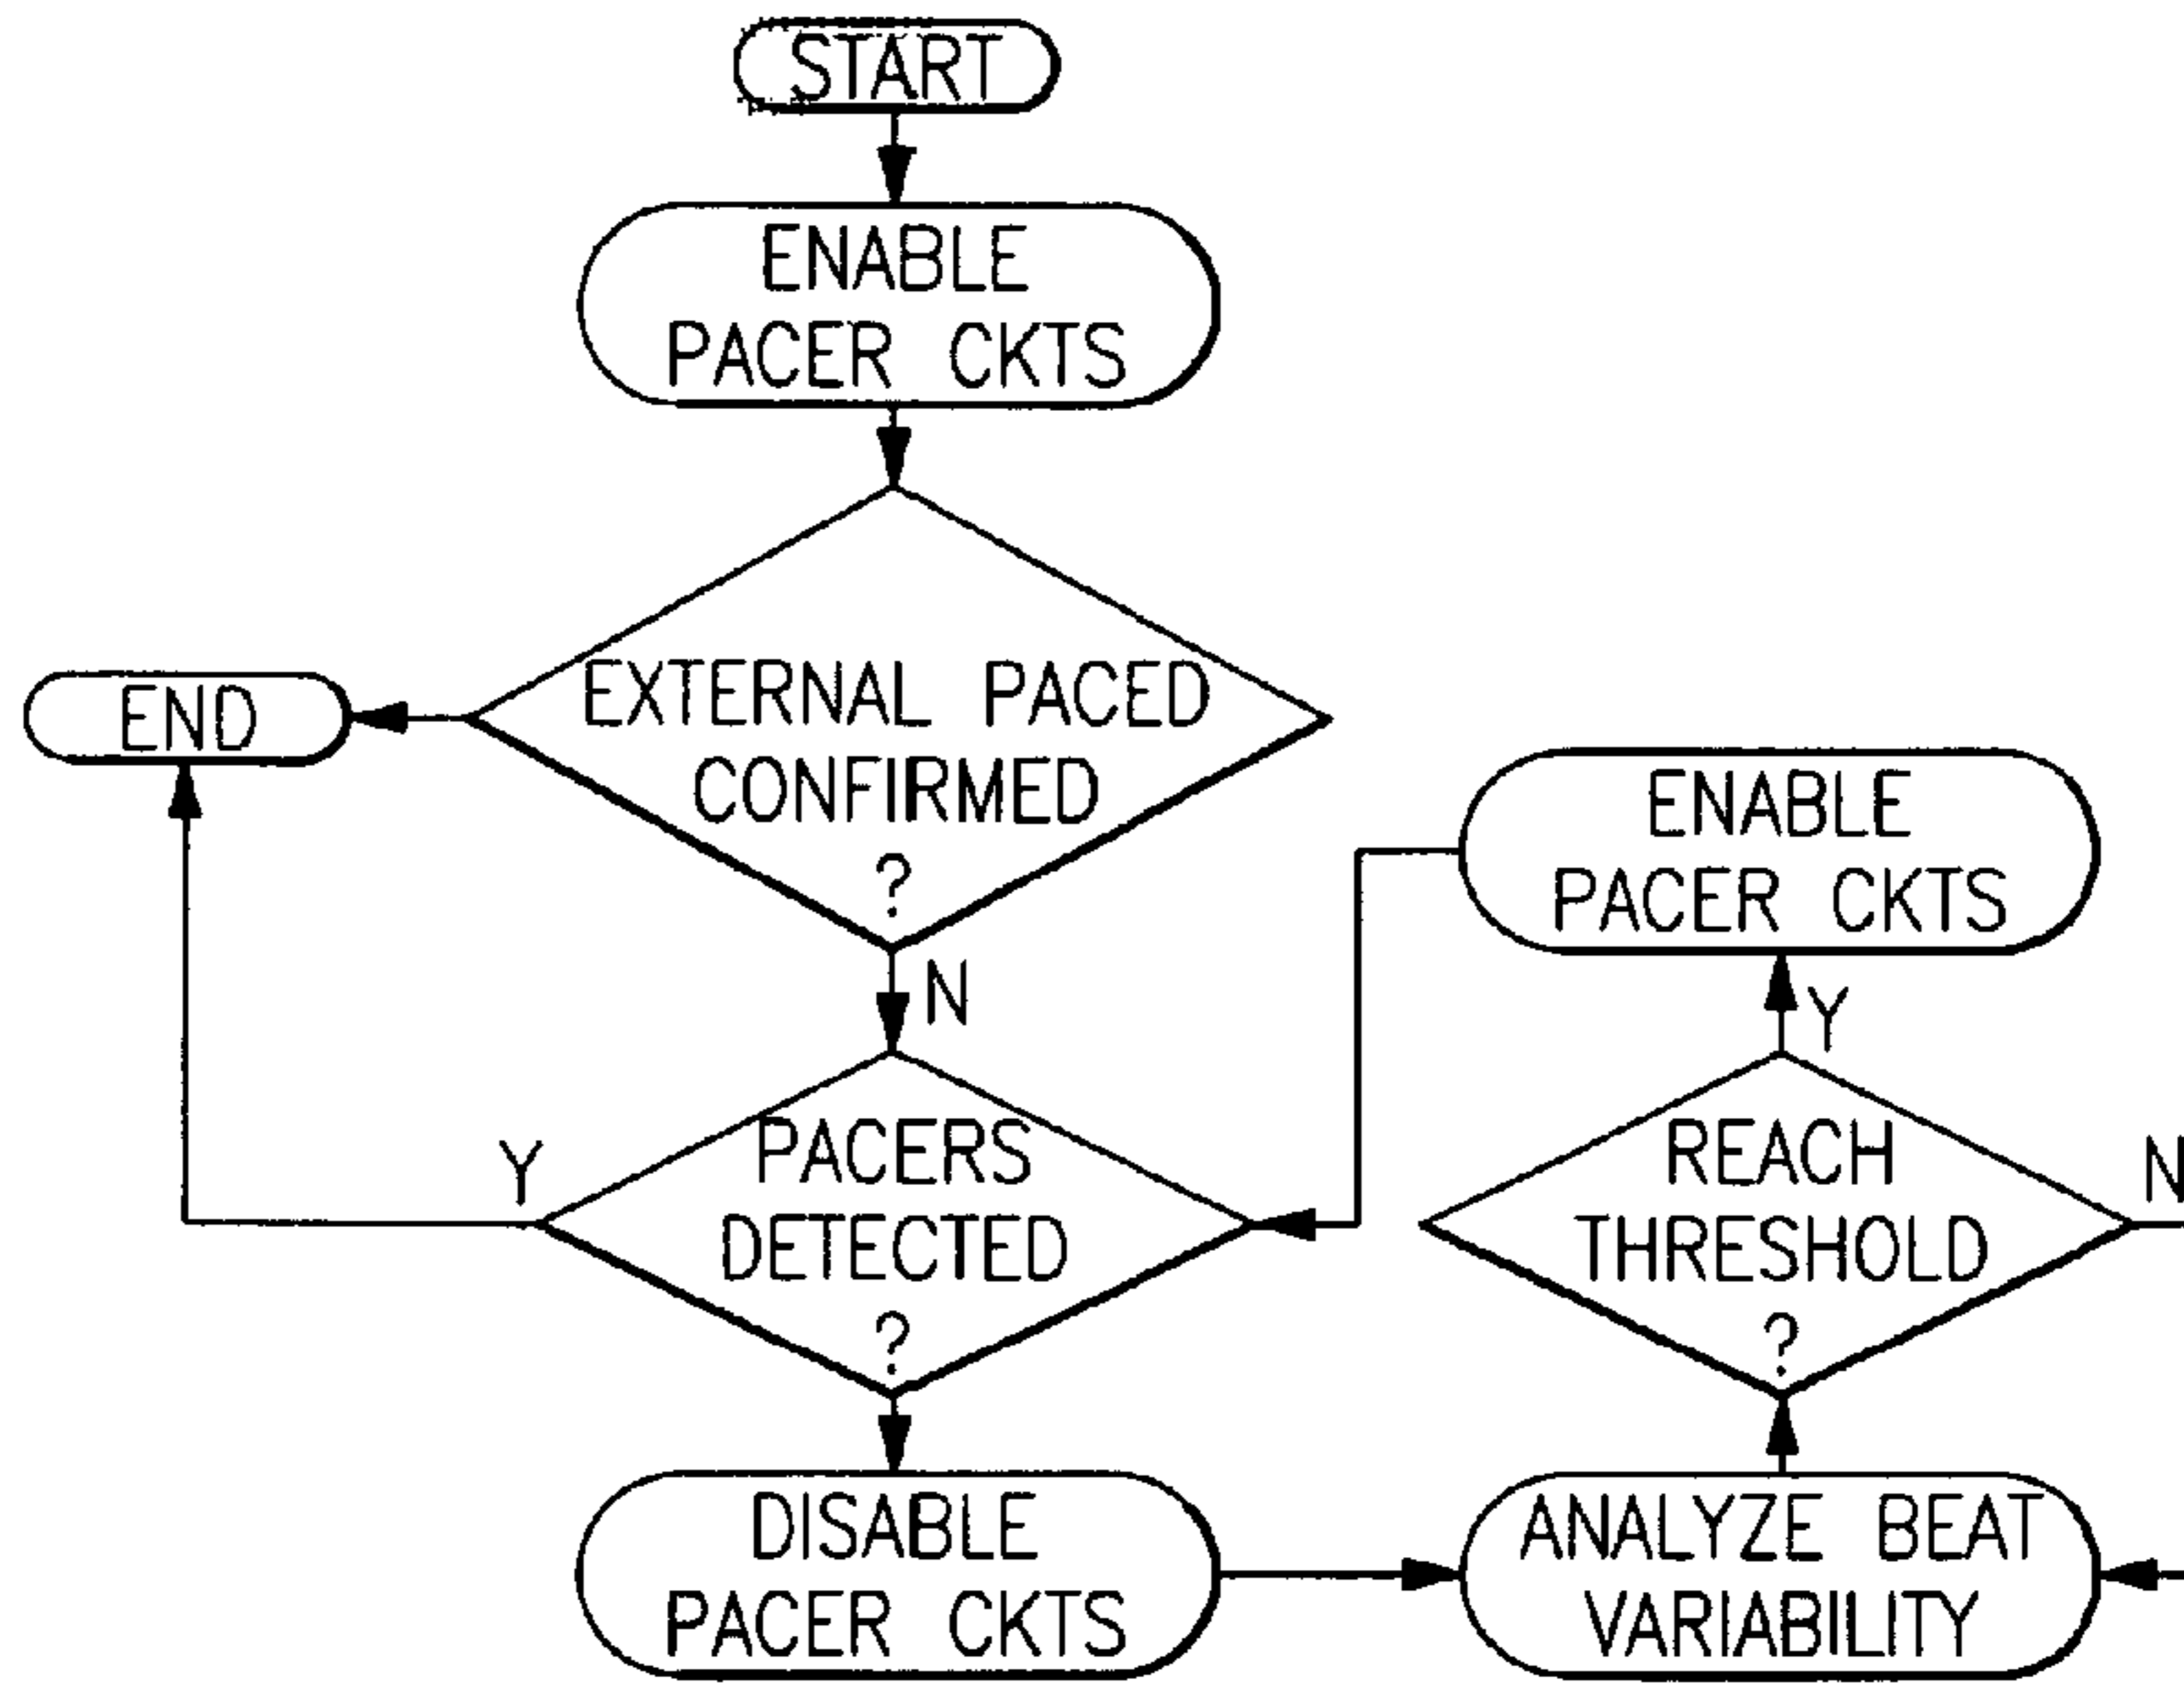 START
ENABLE
PACER CKTS
EXTERNAL PACED
CONFIRMED
?
END
N
ENABLE
PACER CKTS
Y
PACERS
DETECTED
?
Y
REACH
THRESHOLD
?
N
DISABLE
PACER CKTS
ANALYZE BEAT
VARIABILITY